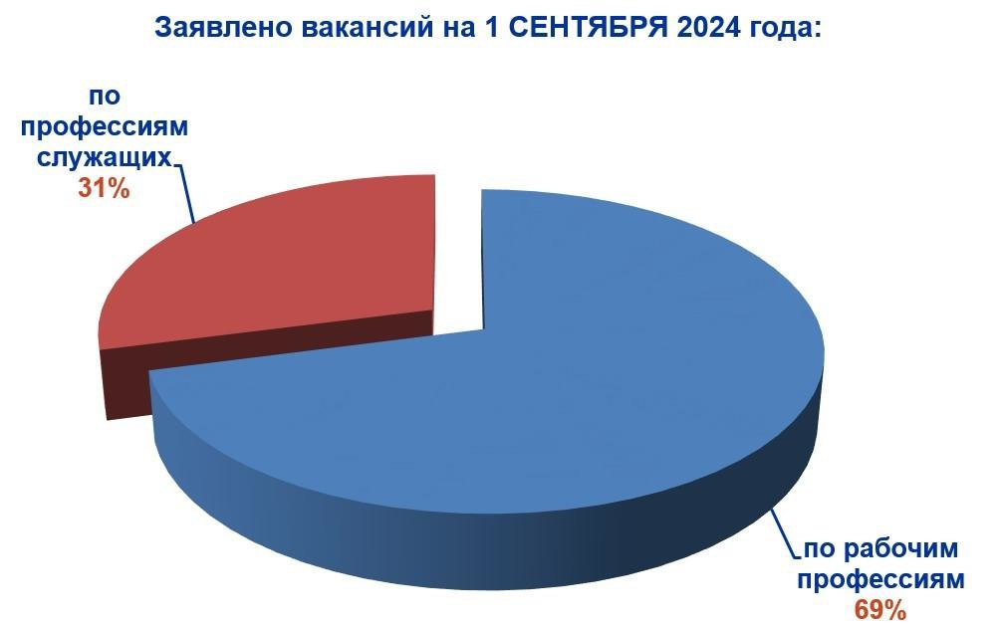 Заявлено вакансий на 1 СЕНТЯБРЯ 2024 года:
по
профессиям
служащих
31%
по рабочим
профессиям
69%